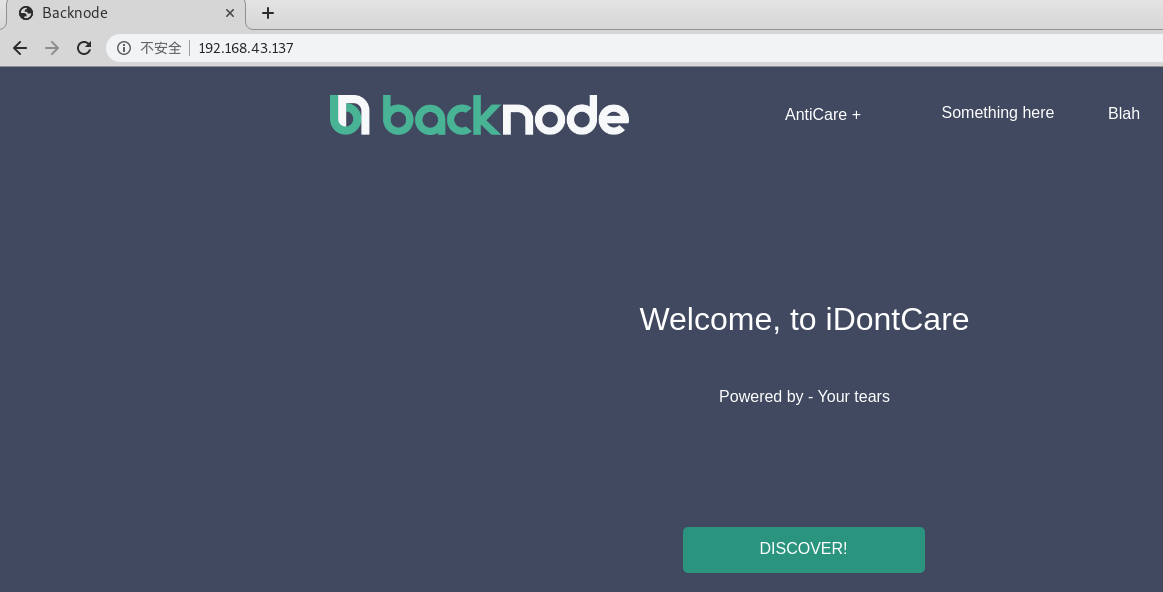 Backnode
不安全 192.168.43.137
backnode
AntiCare +
Something here
Blah
Welcome, to iDontCare
Powered by - Your tears
DISCOVER!